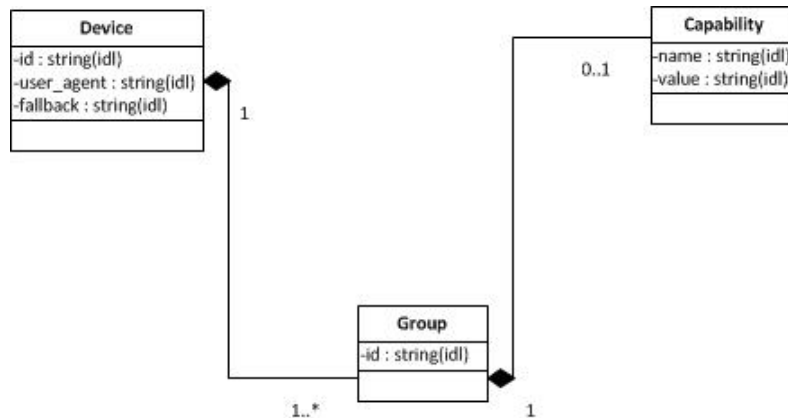 Device
-id : string(idl)
-user_agent : string(idl)
-fallback : string(idl)
1
Capability
-name : string(idl)
-value : string(idl)
0..1
Group
-id : string(idl)
1..*
1